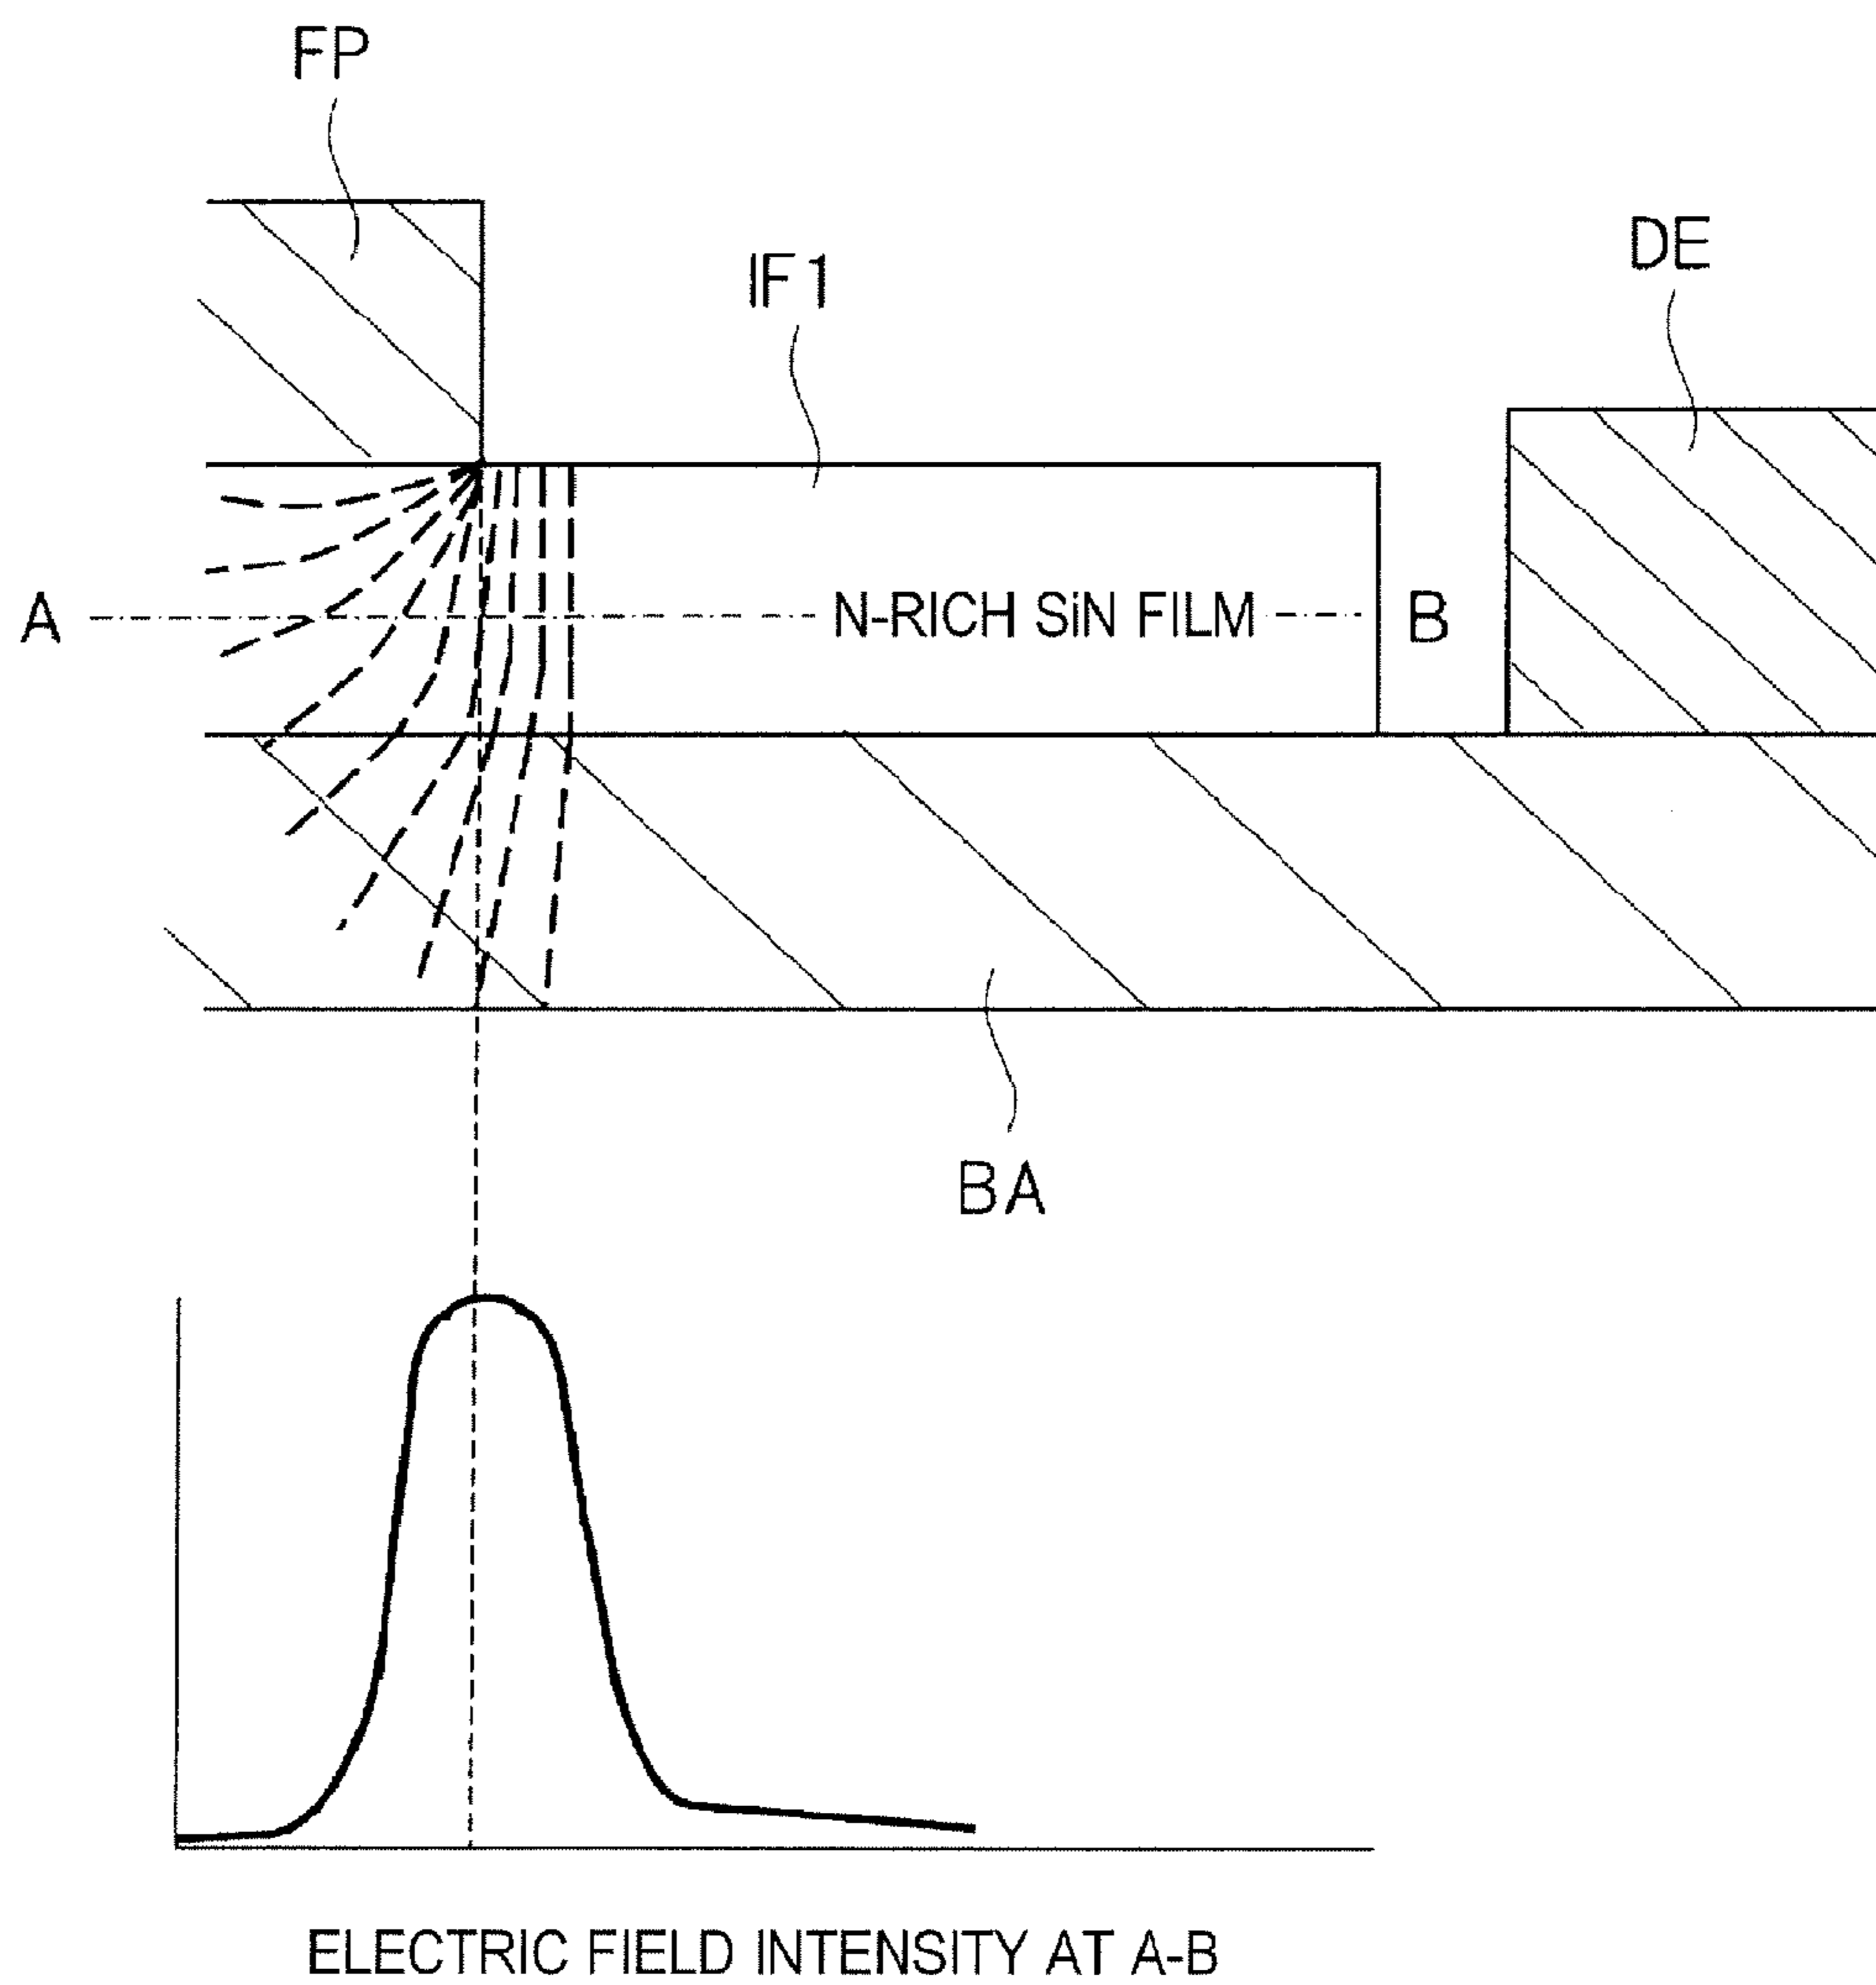 FP
DE
IF1
A
N-RICH SiN FILM
B
BA
ELECTRIC FIELD INTENSITY AT A-B